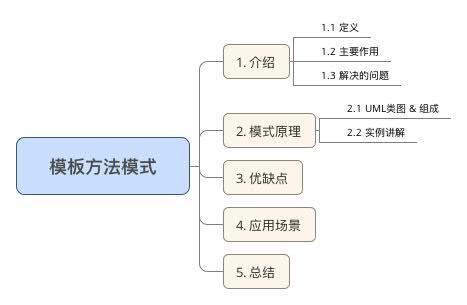 模板方法模式
1. 介绍
1.1 定义
1.2 主要作用
1.3 解决的问题
2. 模式原理
2.1 UML类图 & 组成
2.2 实例讲解
3. 优缺点
4. 应用场景
5. 总结